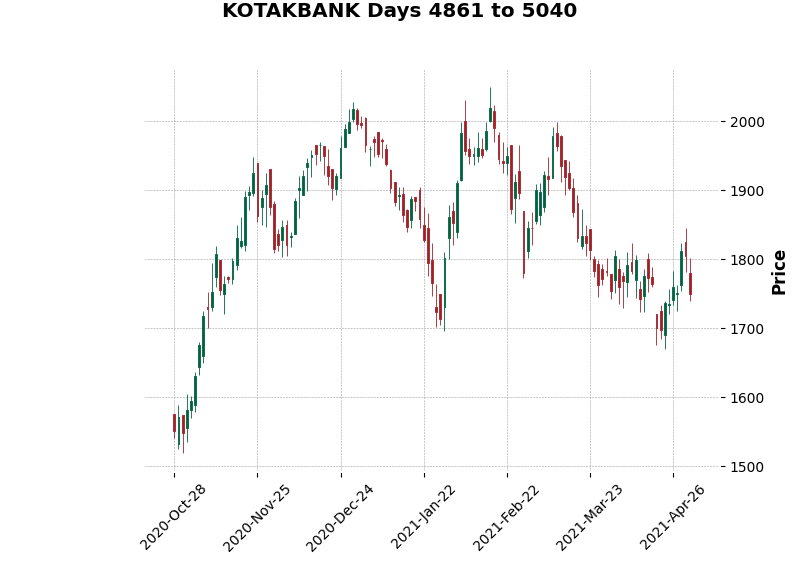 KOTAKBANK Days 4861 to 5040
2000
1900
1800
1700
1600
1500
Price
2020-Oct-28
2020-Nov-25
2020-Dec-24
2021-Jan-22
2021-Feb-22
2021-Mar-23
2021-Apr-26